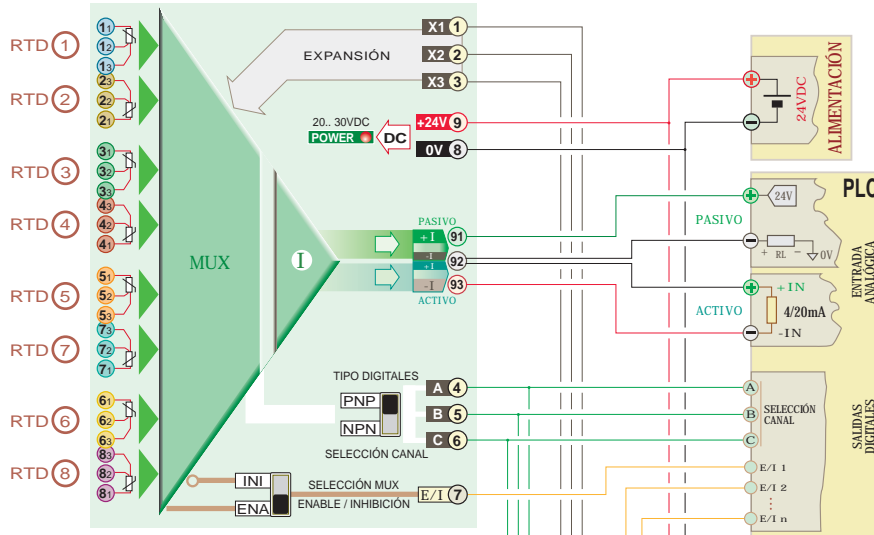 RTD 1
1₁
1₂
1₃
RTD 2
2₃
2₂
2₁
RTD 3
3₁
3₂
3₃
RTD 4
4₃
4₂
4₁
RTD 5
5₁
5₂
5₃
RTD 7
7₃
7₂
7₁
RTD 6
6₁
6₂
6₃
RTD 8
8₃
8₂
8₁
MUX
I
EXPANSIÓN
X1 1
X2 2
X3 3
20.. 30VDC
POWER
DC
+24V 9
0V 8
PASIVO
+I 91
-I
92
+I
-I 93
ACTIVO
TIPO DIGITALES
PNP
NPN
SELECCIÓN CANAL
A 4
B 5
C 6
INI
ENA
SELECCIÓN MUX
ENABLE / INHIBICIÓN
E/I 7
+
24VDC
−
ALIMENTACIÓN
PLC
PASIVO
+
24V
−
+ RL − 0V
ENTRADA
ANALÓGICA
ACTIVO
+
+IN
4/20mA
−
-IN
A
B
C
SELECCIÓN
CANAL
SALIDAS
DIGITALES
E/I 1
E/I 2
⋮
E/I n